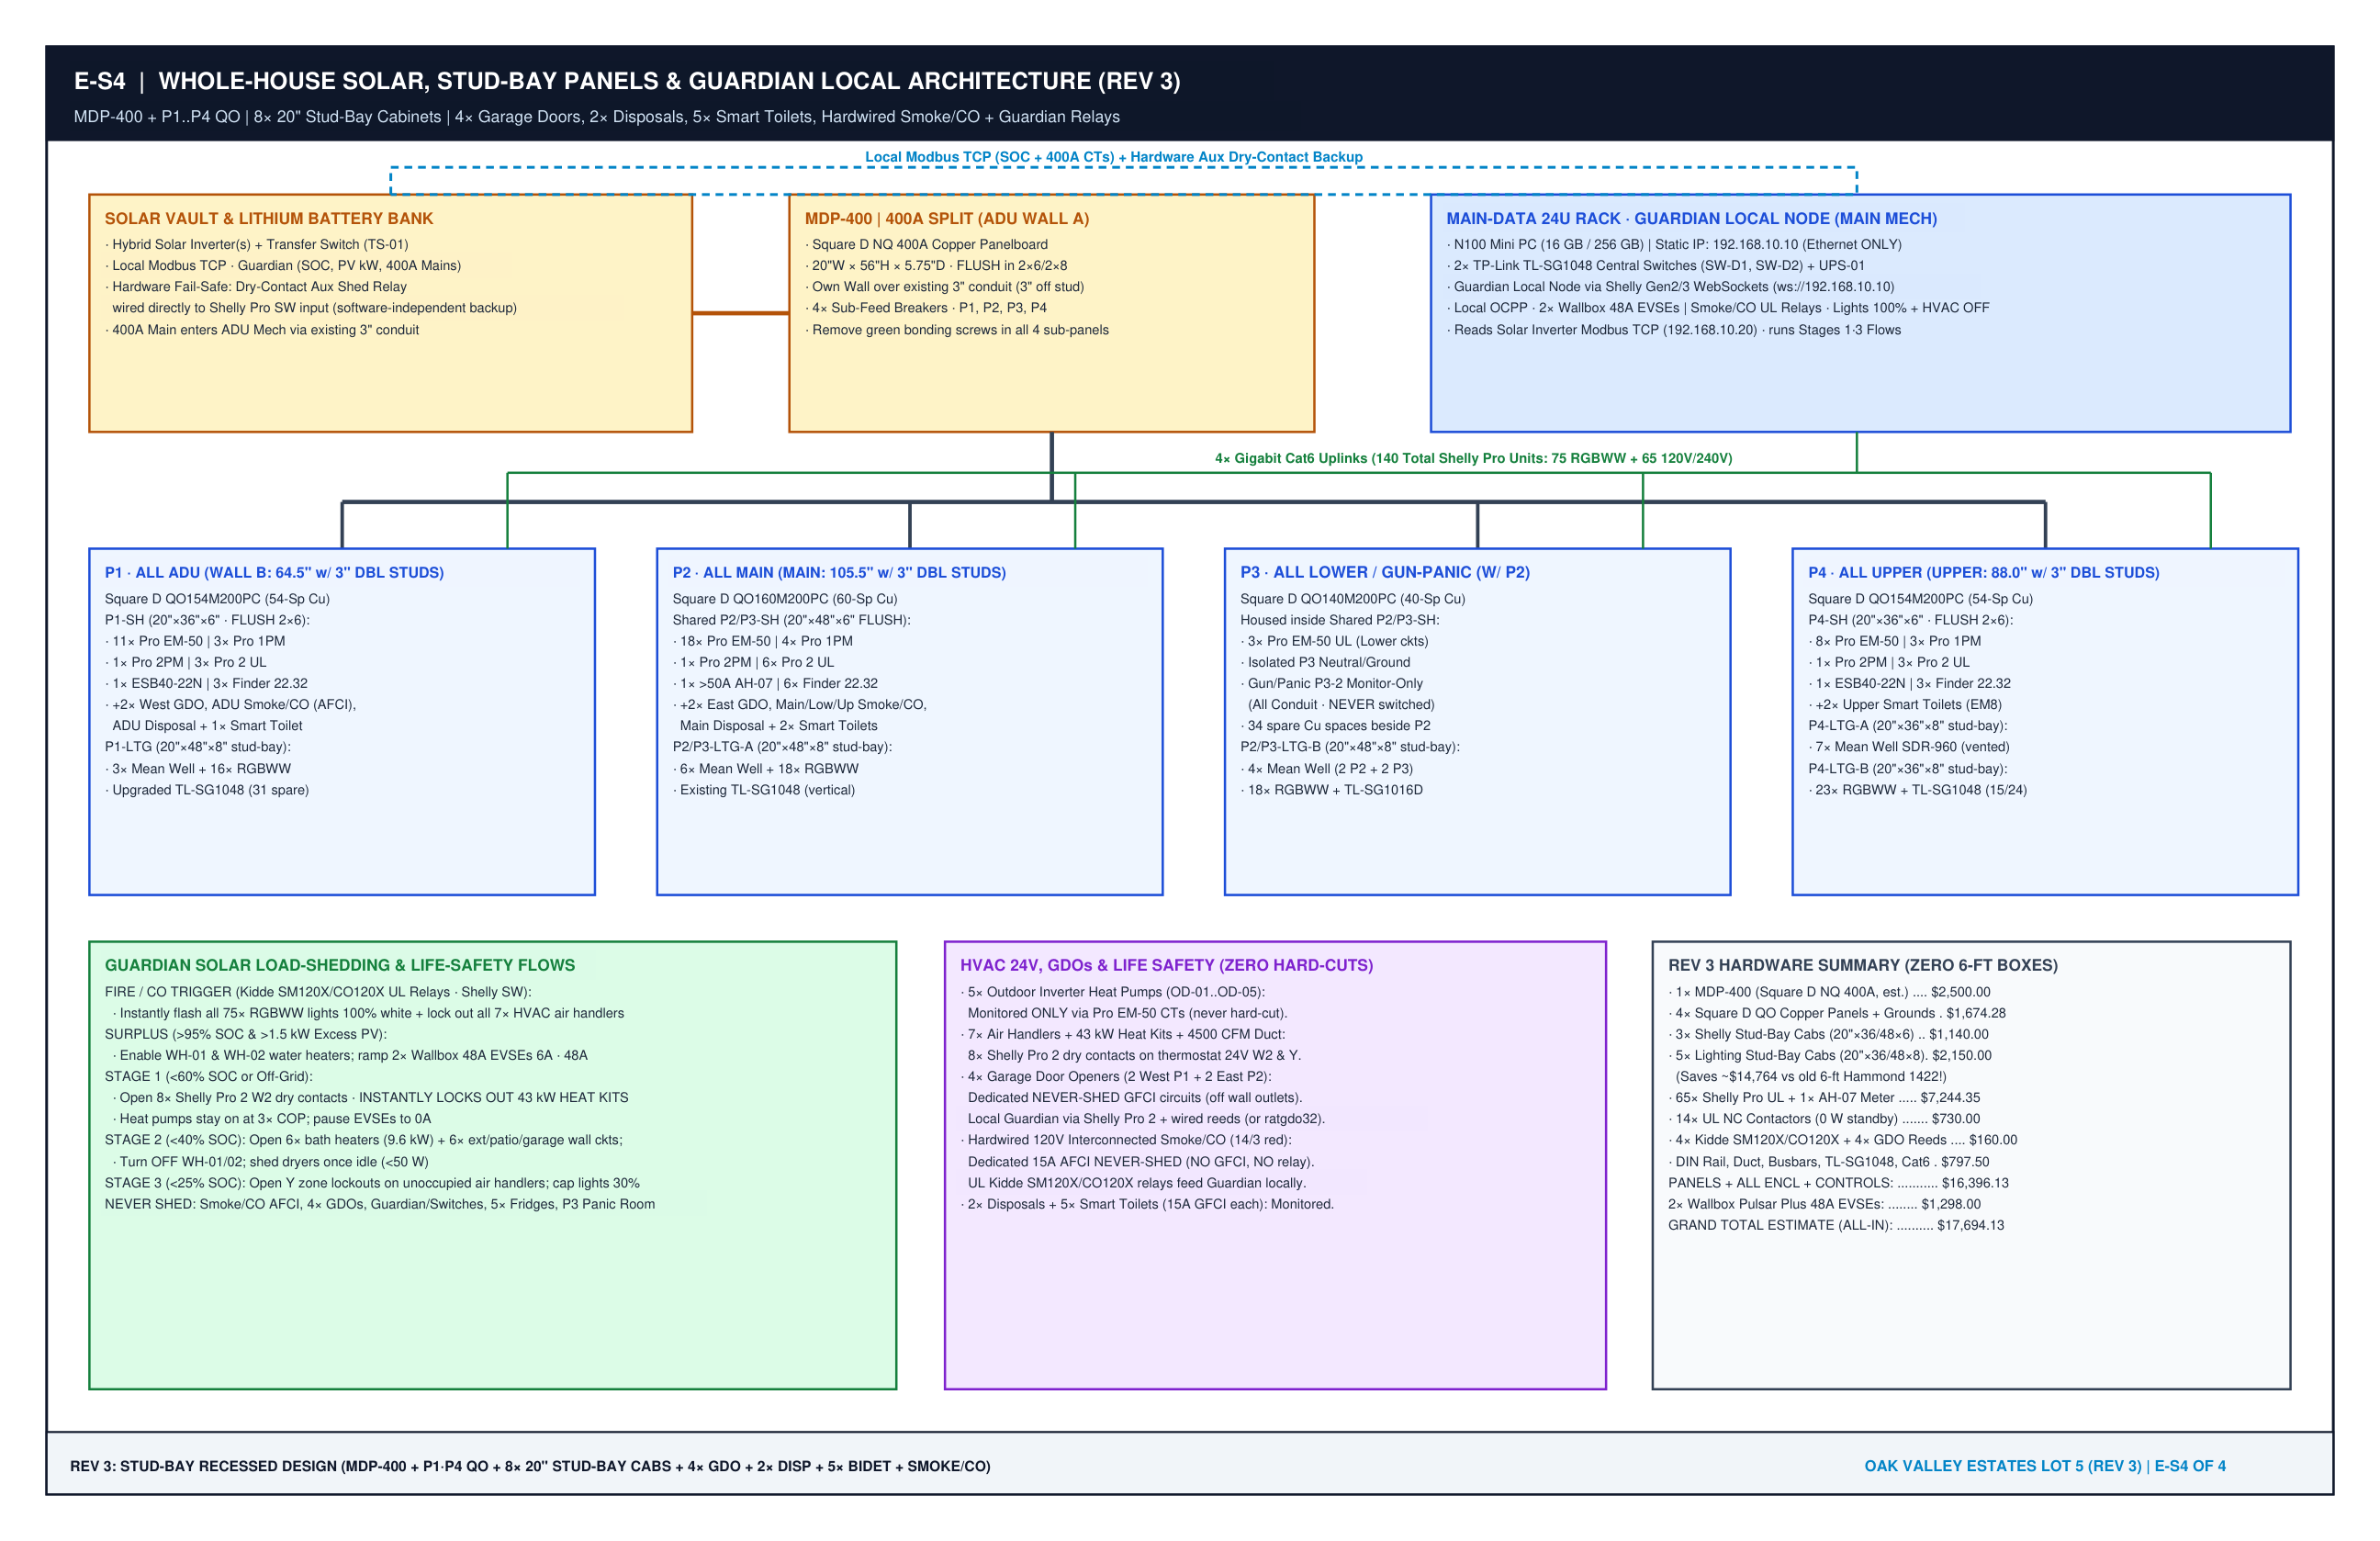 E-S4 | WHOLE-HOUSE SOLAR, STUD-BAY PANELS & GUARDIAN LOCAL ARCHITECTURE (REV 3)
MDP-400 + P1..P4 QO | 8× 20" Stud-Bay Cabinets | 4× Garage Doors, 2× Disposals, 5× Smart Toilets, Hardwired Smoke/CO + Guardian Relays
Local Modbus TCP (SOC + 400A CTs) + Hardware Aux Dry-Contact Backup
SOLAR VAULT & LITHIUM BATTERY BANK
· Hybrid Solar Inverter(s) + Transfer Switch (TS-01)
· Local Modbus TCP · Guardian (SOC, PV kW, 400A Mains)
· Hardware Fail-Safe: Dry-Contact Aux Shed Relay
wired directly to Shelly Pro SW input (software-independent backup)
· 400A Main enters ADU Mech via existing 3" conduit
MDP-400 | 400A SPLIT (ADU WALL A)
· Square D NQ 400A Copper Panelboard
· 20"W × 56"H × 5.75"D · FLUSH in 2×6/2×8
· Own Wall over existing 3" conduit (3" off stud)
· 4× Sub-Feed Breakers · P1, P2, P3, P4
· Remove green bonding screws in all 4 sub-panels
MAIN-DATA 24U RACK · GUARDIAN LOCAL NODE (MAIN MECH)
· N100 Mini PC (16 GB / 256 GB) | Static IP: 192.168.10.10 (Ethernet ONLY)
· 2× TP-Link TL-SG1048 Central Switches (SW-D1, SW-D2) + UPS-01
· Guardian Local Node via Shelly Gen2/3 WebSockets (ws://192.168.10.10)
· Local OCPP · 2× Wallbox 48A EVSEs | Smoke/CO UL Relays · Lights 100% + HVAC OFF
· Reads Solar Inverter Modbus TCP (192.168.10.20) · runs Stages 1·3 Flows
4× Gigabit Cat6 Uplinks (140 Total Shelly Pro Units: 75 RGBWW + 65 120V/240V)
P1 · ALL ADU (WALL B: 64.5" w/ 3" DBL STUDS)
Square D QO154M200PC (54-Sp Cu)
P1-SH (20"×36"×6" · FLUSH 2×6):
· 11× Pro EM-50 | 3× Pro 1PM
· 1× Pro 2PM | 3× Pro 2 UL
· 1× ESB40-22N | 3× Finder 22.32
· +2× West GDO, ADU Smoke/CO (AFCI),
ADU Disposal + 1× Smart Toilet
P1-LTG (20"×48"×8" stud-bay):
· 3× Mean Well + 16× RGBWW
· Upgraded TL-SG1048 (31 spare)
P2 · ALL MAIN (MAIN: 105.5" w/ 3" DBL STUDS)
Square D QO160M200PC (60-Sp Cu)
Shared P2/P3-SH (20"×48"×6" FLUSH):
· 18× Pro EM-50 | 4× Pro 1PM
· 1× Pro 2PM | 6× Pro 2 UL
· 1× >50A AH-07 | 6× Finder 22.32
· +2× East GDO, Main/Low/Up Smoke/CO,
Main Disposal + 2× Smart Toilets
P2/P3-LTG-A (20"×48"×8" stud-bay):
· 6× Mean Well + 18× RGBWW
· Existing TL-SG1048 (vertical)
P3 · ALL LOWER / GUN-PANIC (W/ P2)
Square D QO140M200PC (40-Sp Cu)
Housed inside Shared P2/P3-SH:
· 3× Pro EM-50 UL (Lower ckts)
· Isolated P3 Neutral/Ground
· Gun/Panic P3-2 Monitor-Only
(All Conduit · NEVER switched)
· 34 spare Cu spaces beside P2
P2/P3-LTG-B (20"×48"×8" stud-bay):
· 4× Mean Well (2 P2 + 2 P3)
· 18× RGBWW + TL-SG1016D
P4 · ALL UPPER (UPPER: 88.0" w/ 3" DBL STUDS)
Square D QO154M200PC (54-Sp Cu)
P4-SH (20"×36"×6" · FLUSH 2×6):
· 8× Pro EM-50 | 3× Pro 1PM
· 1× Pro 2PM | 3× Pro 2 UL
· 1× ESB40-22N | 3× Finder 22.32
· +2× Upper Smart Toilets (EM8)
P4-LTG-A (20"×36"×8" stud-bay):
· 7× Mean Well SDR-960 (vented)
P4-LTG-B (20"×36"×8" stud-bay):
· 23× RGBWW + TL-SG1048 (15/24)
GUARDIAN SOLAR LOAD-SHEDDING & LIFE-SAFETY FLOWS
FIRE / CO TRIGGER (Kidde SM120X/CO120X UL Relays · Shelly SW):
· Instantly flash all 75× RGBWW lights 100% white + lock out all 7× HVAC air handlers
SURPLUS (>95% SOC & >1.5 kW Excess PV):
· Enable WH-01 & WH-02 water heaters; ramp 2× Wallbox 48A EVSEs 6A · 48A
STAGE 1 (<60% SOC or Off-Grid):
· Open 8× Shelly Pro 2 W2 dry contacts · INSTANTLY LOCKS OUT 43 kW HEAT KITS
· Heat pumps stay on at 3× COP; pause EVSEs to 0A
STAGE 2 (<40% SOC): Open 6× bath heaters (9.6 kW) + 6× ext/patio/garage wall ckts;
· Turn OFF WH-01/02; shed dryers once idle (<50 W)
STAGE 3 (<25% SOC): Open Y zone lockouts on unoccupied air handlers; cap lights 30%
NEVER SHED: Smoke/CO AFCI, 4× GDOs, Guardian/Switches, 5× Fridges, P3 Panic Room
HVAC 24V, GDOs & LIFE SAFETY (ZERO HARD-CUTS)
· 5× Outdoor Inverter Heat Pumps (OD-01..OD-05):
Monitored ONLY via Pro EM-50 CTs (never hard-cut).
· 7× Air Handlers + 43 kW Heat Kits + 4500 CFM Duct:
8× Shelly Pro 2 dry contacts on thermostat 24V W2 & Y.
· 4× Garage Door Openers (2 West P1 + 2 East P2):
Dedicated NEVER-SHED GFCI circuits (off wall outlets).
Local Guardian via Shelly Pro 2 + wired reeds (or ratgdo32).
· Hardwired 120V Interconnected Smoke/CO (14/3 red):
Dedicated 15A AFCI NEVER-SHED (NO GFCI, NO relay).
UL Kidde SM120X/CO120X relays feed Guardian locally.
· 2× Disposals + 5× Smart Toilets (15A GFCI each): Monitored.
REV 3 HARDWARE SUMMARY (ZERO 6-FT BOXES)
· 1× MDP-400 (Square D NQ 400A, est.) .... $2,500.00
· 4× Square D QO Copper Panels + Grounds . $1,674.28
· 3× Shelly Stud-Bay Cabs (20"×36/48×6) .. $1,140.00
· 5× Lighting Stud-Bay Cabs (20"×36/48×8). $2,150.00
(Saves ~$14,764 vs old 6-ft Hammond 1422!)
· 65× Shelly Pro UL + 1× AH-07 Meter ..... $7,244.35
· 14× UL NC Contactors (0 W standby) ....... $730.00
· 4× Kidde SM120X/CO120X + 4× GDO Reeds .... $160.00
· DIN Rail, Duct, Busbars, TL-SG1048, Cat6 . $797.50
PANELS + ALL ENCL + CONTROLS: ........... $16,396.13
2× Wallbox Pulsar Plus 48A EVSEs: ........ $1,298.00
GRAND TOTAL ESTIMATE (ALL-IN): .......... $17,694.13
REV 3: STUD-BAY RECESSED DESIGN (MDP-400 + P1·P4 QO + 8× 20" STUD-BAY CABS + 4× GDO + 2× DISP + 5× BIDET + SMOKE/CO)
OAK VALLEY ESTATES LOT 5 (REV 3) | E-S4 OF 4